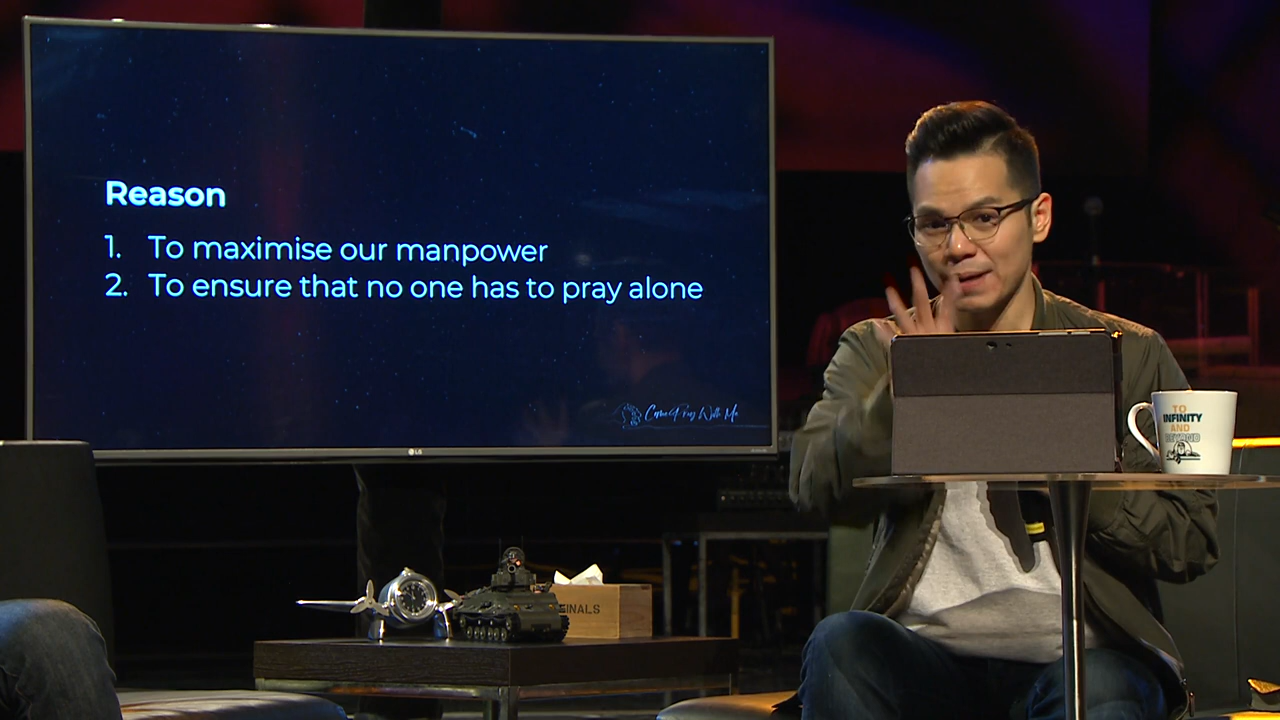 Reason
1. To maximise our manpower
2. To ensure that no one has to pray alone
Come Pray With Me
LG
TO
INFINITY
AND
BEYOND